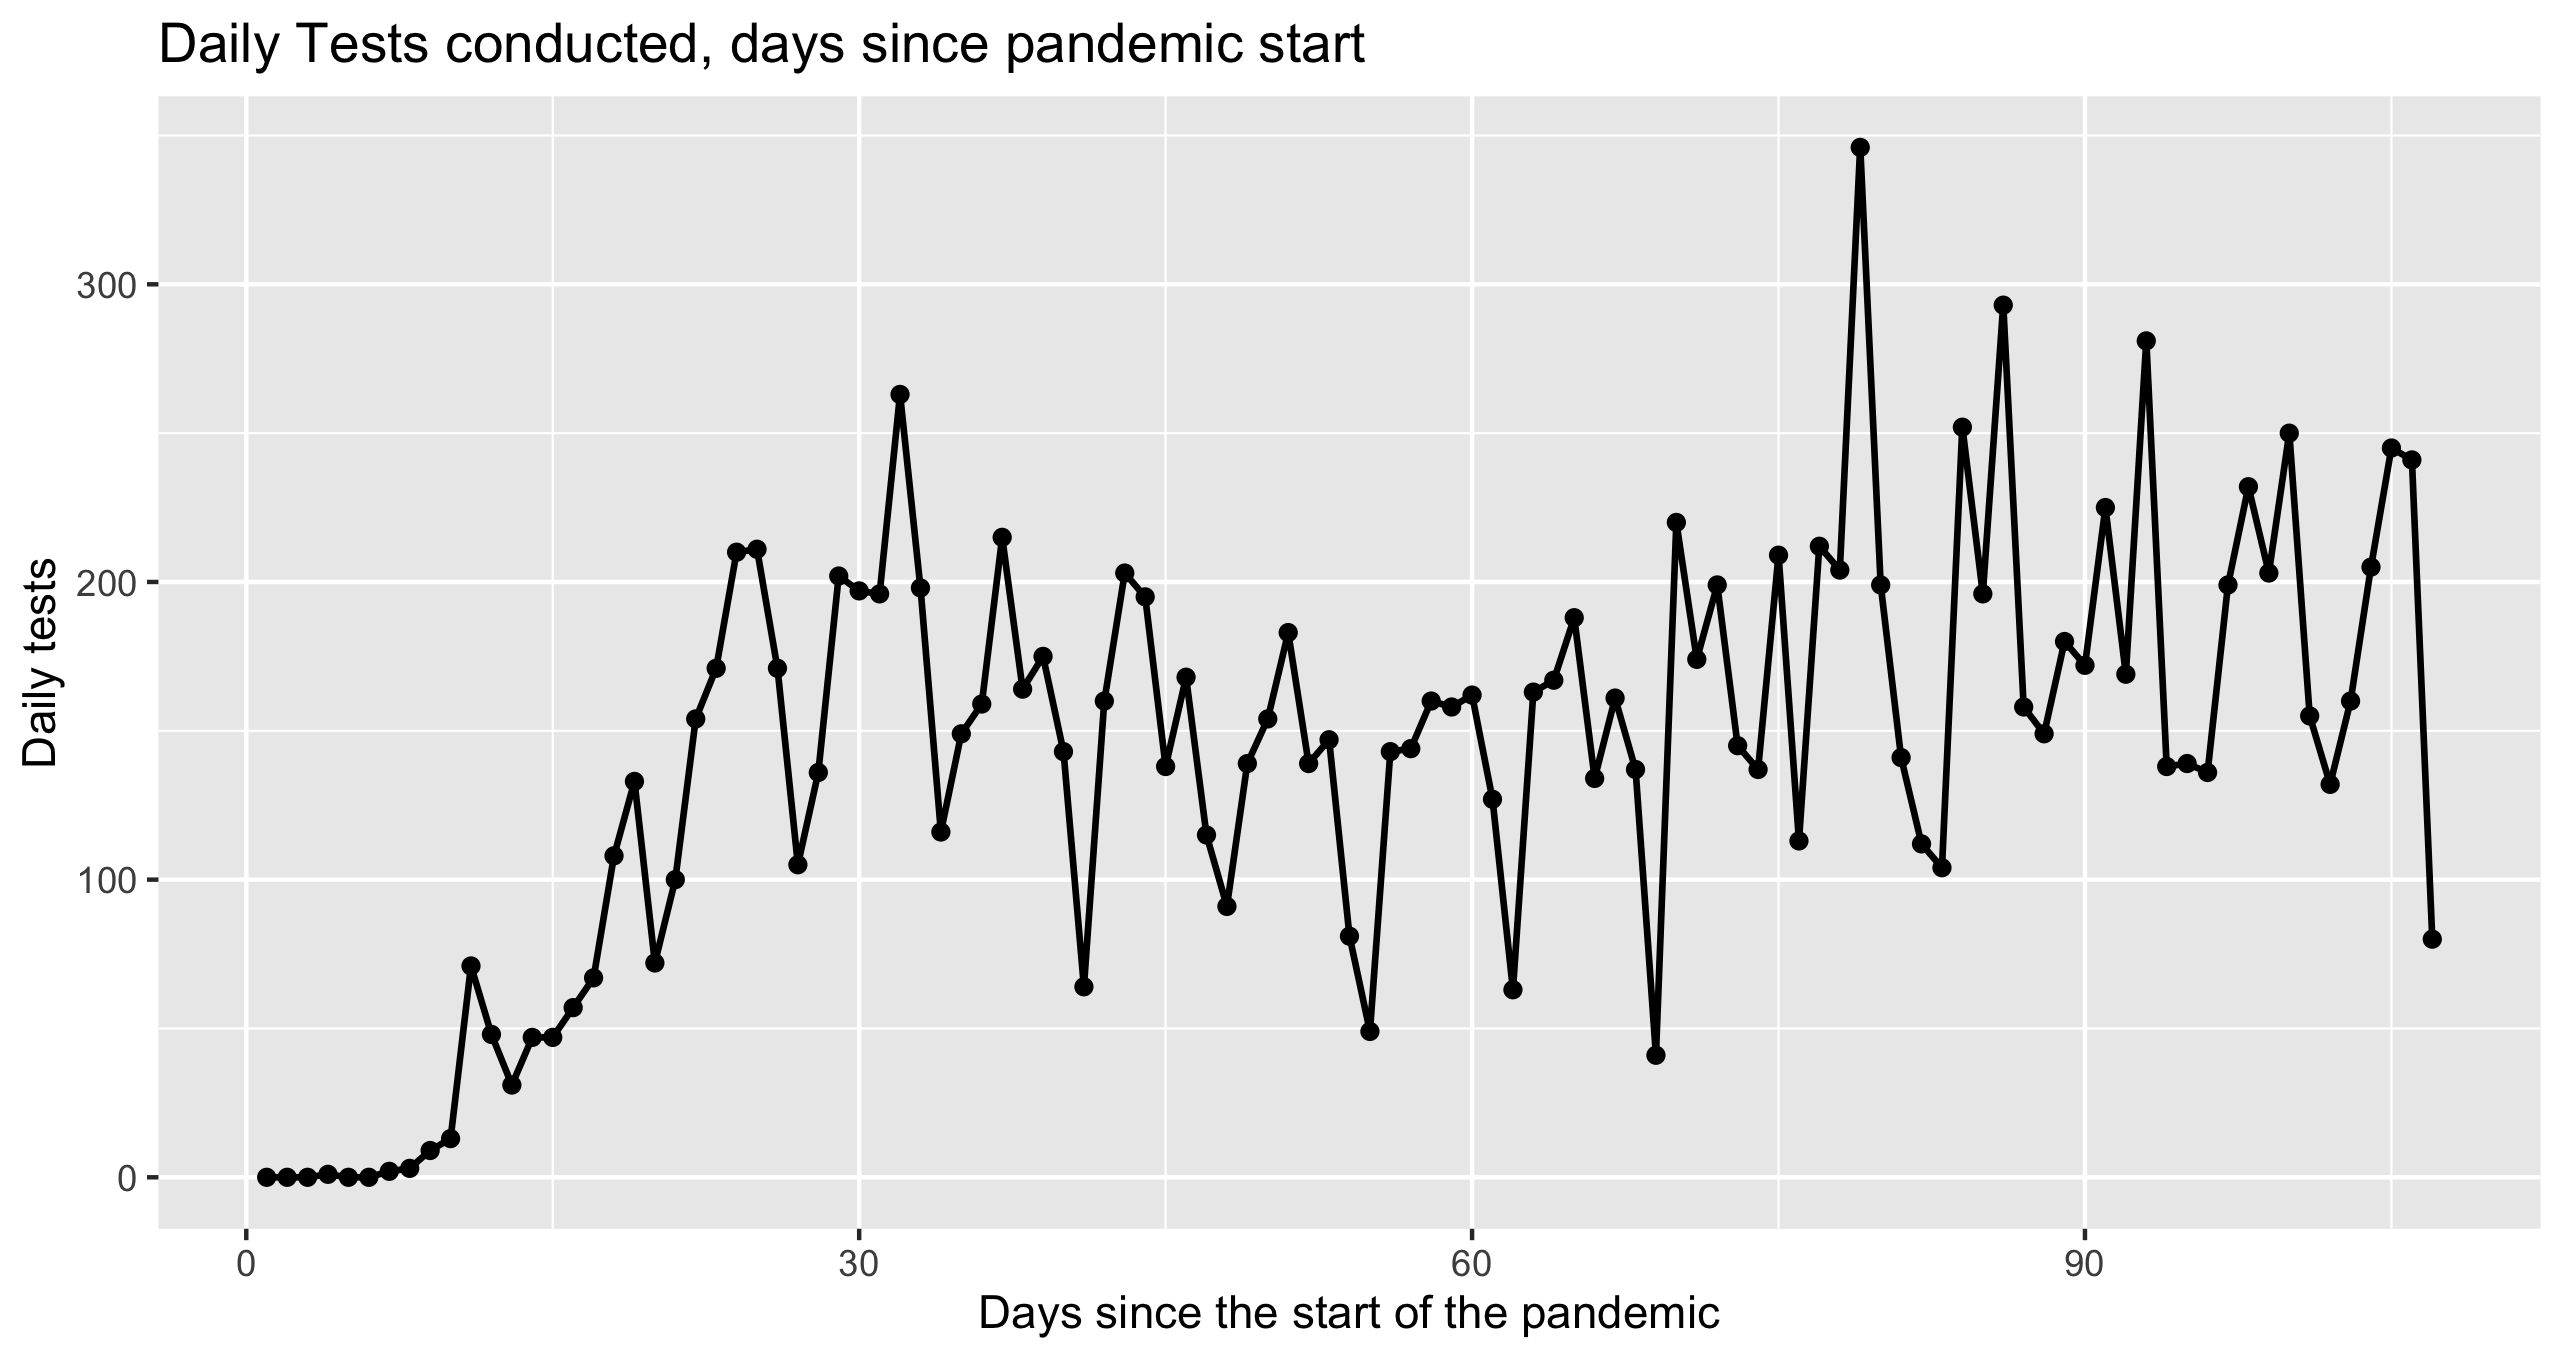 Daily Tests conducted, days since pandemic start
Daily tests
300
200
100
0
0
30
60
90
Days since the start of the pandemic